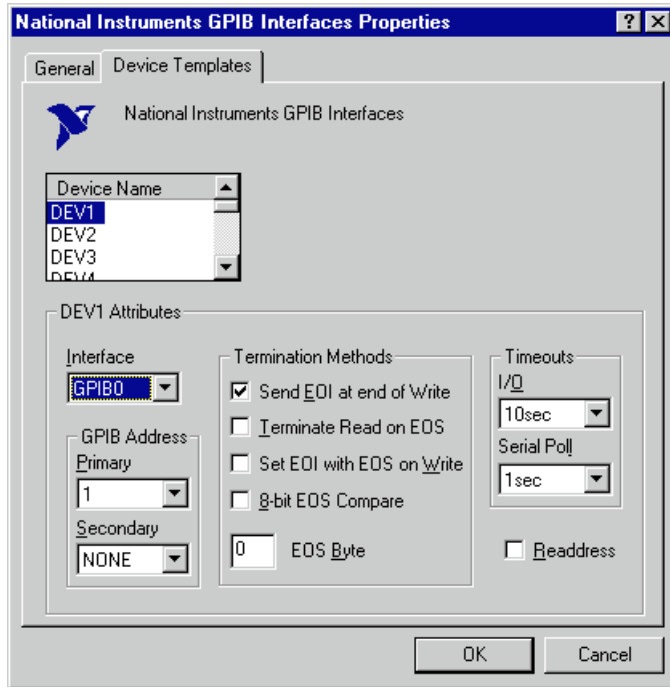 National Instruments GPIB Interfaces Properties
General
Device Templates
National Instruments GPIB Interfaces
Device Name
DEV1
DEV2
DEV3
DEV4
DEV1 Attributes
Interface
GPIB0
GPIB Address
Primary
1
Secondary
NONE
Termination Methods
Send EOI at end of Write
Terminate Read on EOS
Set EOI with EOS on Write
8-bit EOS Compare
0 EOS Byte
Timeouts
I/O
10sec
Serial Poll
1sec
Readdress
OK
Cancel